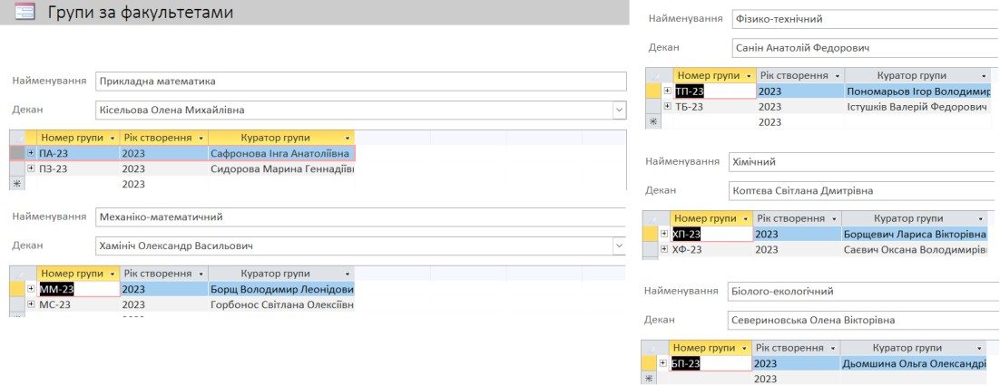 Групи за факультетами
Найменування Прикладна математика
Декан Кісельова Олена Михайлівна
Номер групи Рік створення Куратор групи
ПА-23 2023 Сафронова Інга Анатоліївна
ПЗ-23 2023 Сидорова Марина Геннадіїв
2023
Найменування Механіко-математичний
Декан Хамініч Олександр Васильович
Номер групи Рік створення Куратор групи
ММ-23 2023 Борщ Володимир Леонідови
МС-23 2023 Горбонос Світлана Олексіївн
Найменування Фізико-технічний
Декан Санін Анатолій Федорович
Номер групи Рік створення Куратор групи
ТП-23 2023 Пономарьов Ігор Володимир
ТБ-23 2023 Істушків Валерій Федорович
2023
Найменування Хімічний
Декан Коптєва Світлана Дмитрівна
Номер групи Рік створення Куратор групи
ХП-23 2023 Борщевич Лариса Вікторівна
ХФ-23 2023 Саєвич Оксана Володимирів
Найменування Біолого-екологічний
Декан Севериновська Олена Вікторівна
Номер групи Рік створення Куратор групи
БП-23 2023 Дьомшина Ольга Олександрі
2023